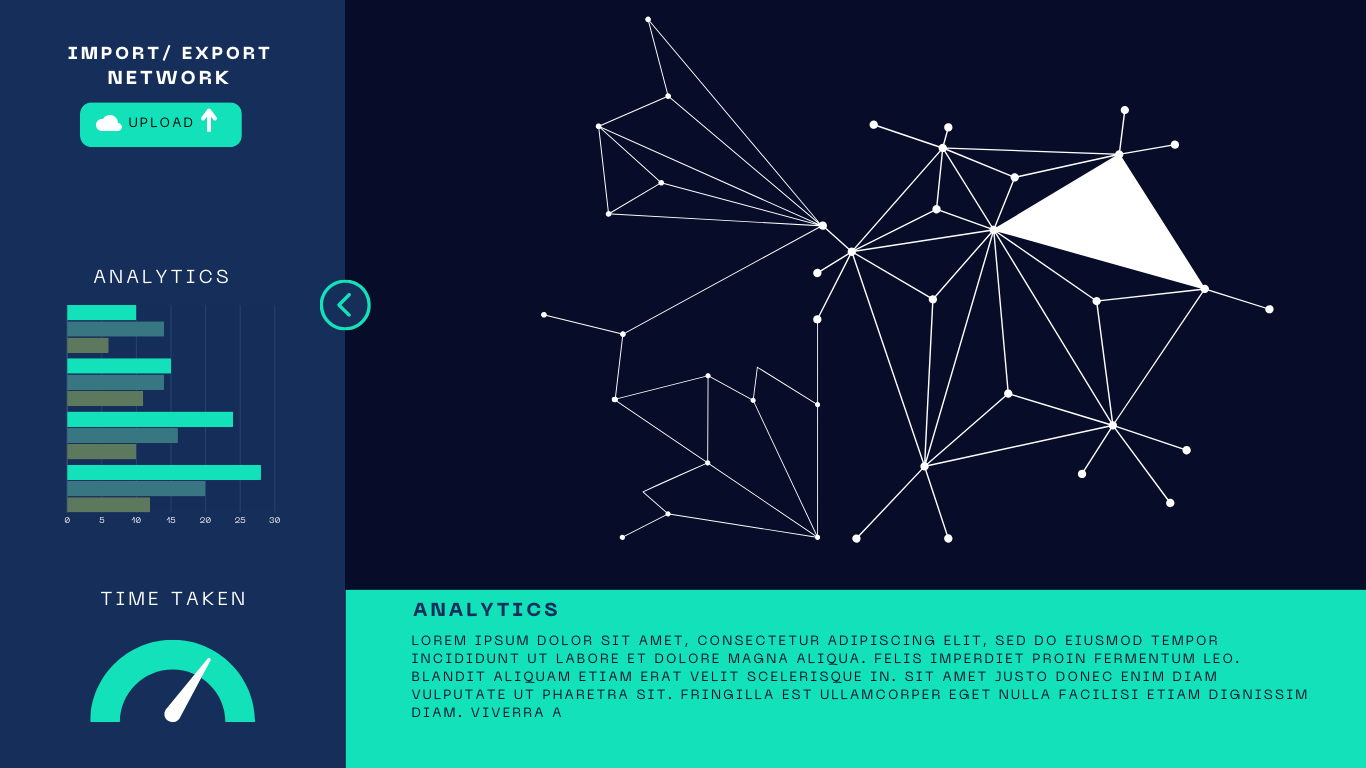 IMPORT/ EXPORT
NETWORK
UPLOAD
ANALYTICS
0 5 10 15 20 25 30
TIME TAKEN
ANALYTICS
LOREM IPSUM DOLOR SIT AMET, CONSECTETUR ADIPISCING ELIT, SED DO EIUSMOD TEMPOR
INCIDIDUNT UT LABORE ET DOLORE MAGNA ALIQUA. FELIS IMPERDIET PROIN FERMENTUM LEO.
BLANDIT ALIQUAM ETIAM ERAT VELIT SCELERISQUE IN. SIT AMET JUSTO DONEC ENIM DIAM
VULPUTATE UT PHARETRA SIT. FRINGILLA EST ULLAMCORPER EGET NULLA FACILISI ETIAM DIGNISSIM
DIAM. VIVERRA A